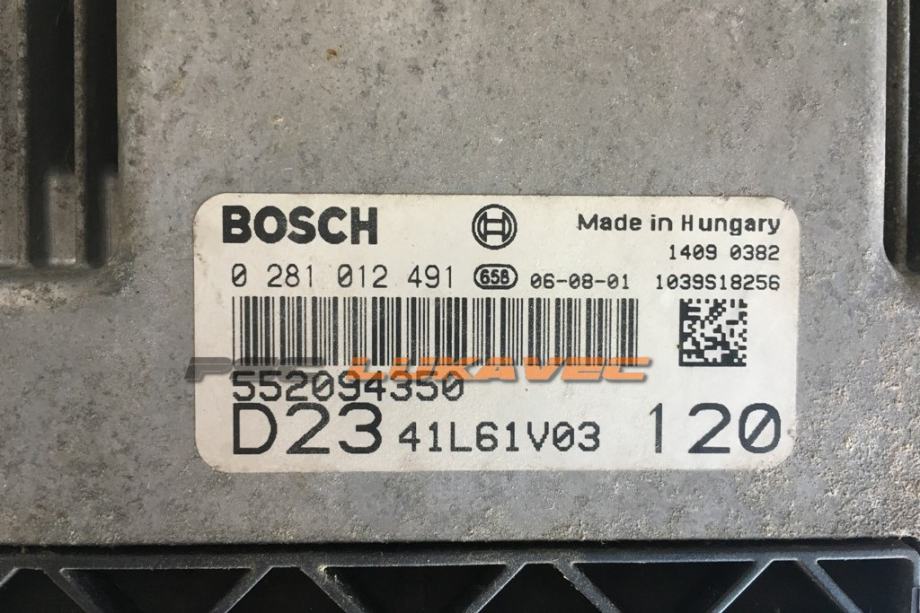 BOSCH Made in Hungary
1409 0382
0 281 012 491 658 06-08-01 1039S18256
LUKAVEC
552094350
D23 41L61V03 120